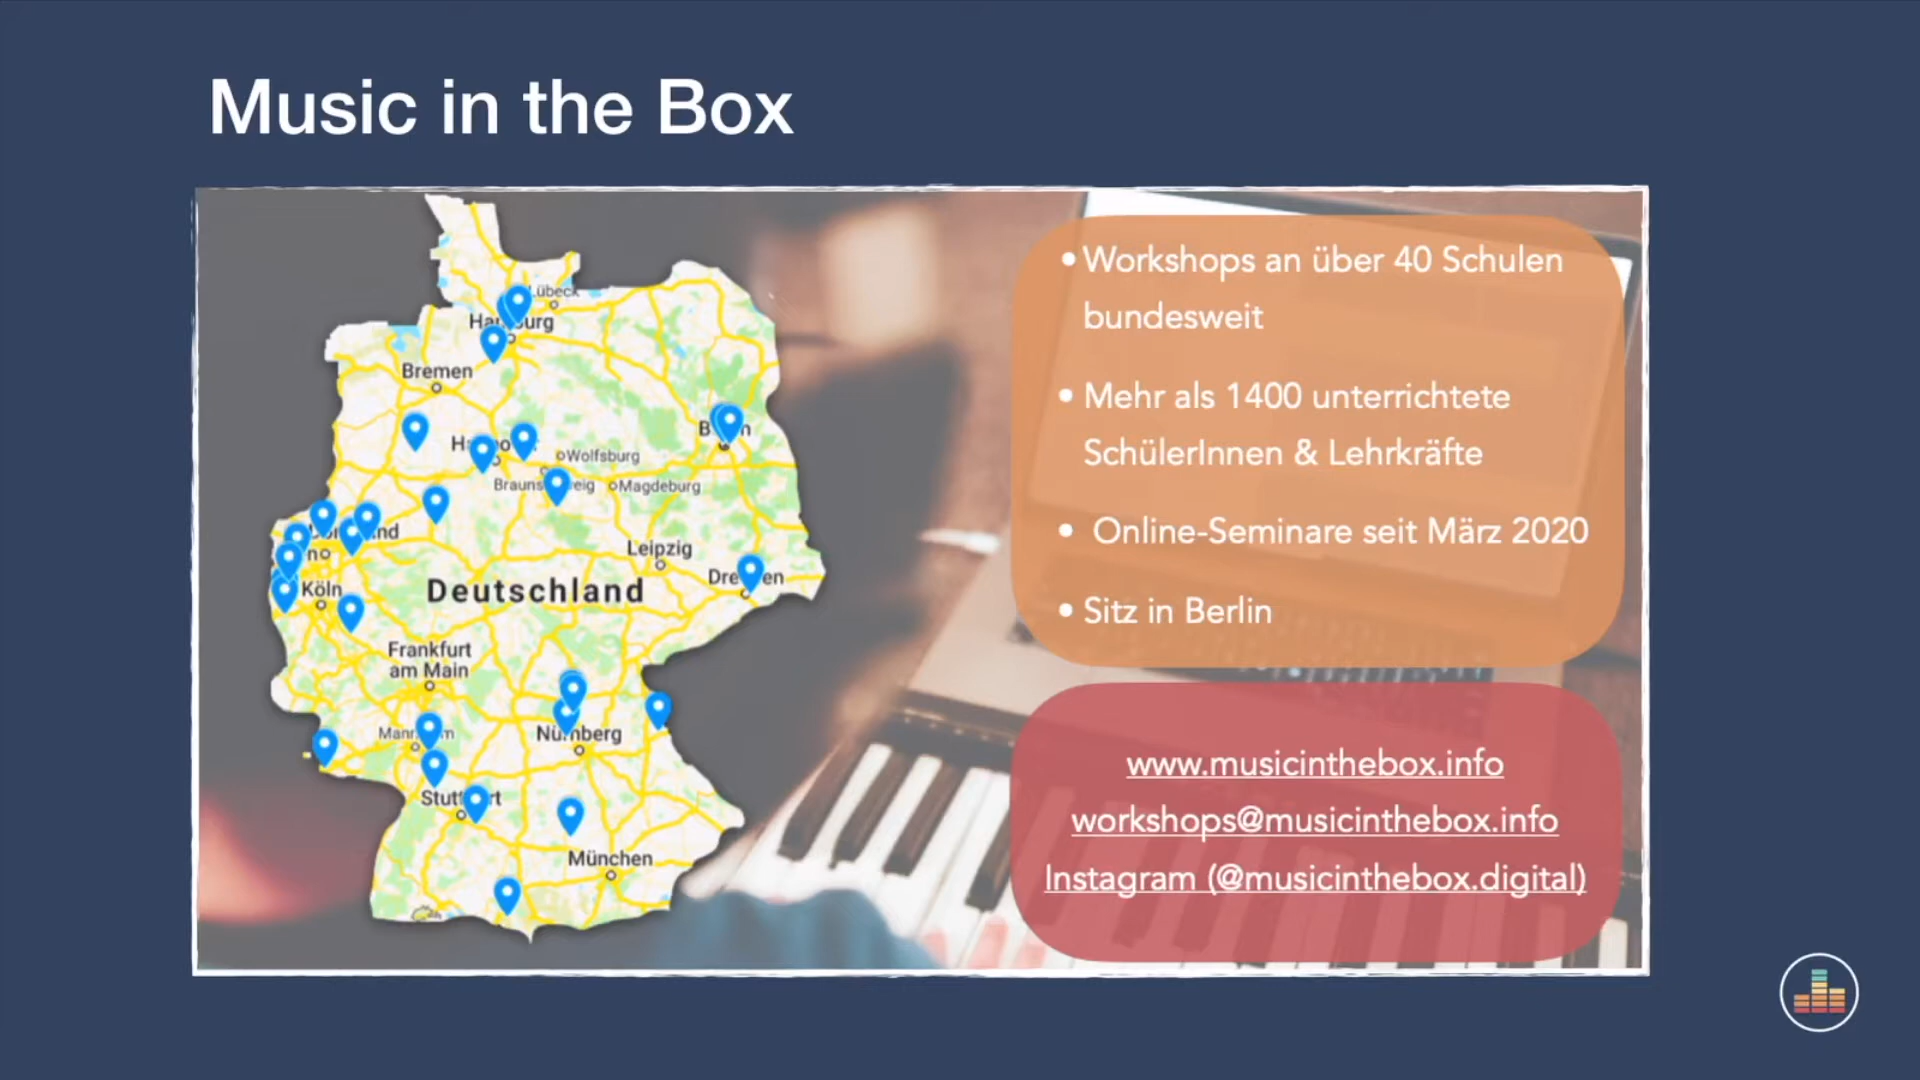 Music in the Box
Lübeck
Bremen
Wolfsburg
Magdeburg
Leipzig
Köln
Deutschland
Frankfurt
am Main
München
• Workshops an über 40 Schulen
bundesweit
• Mehr als 1400 unterrichtete
SchülerInnen & Lehrkräfte
• Online-Seminare seit März 2020
• Sitz in Berlin
www.musicinthebox.info
workshops@musicinthebox.info
Instagram (@musicinthebox.digital)